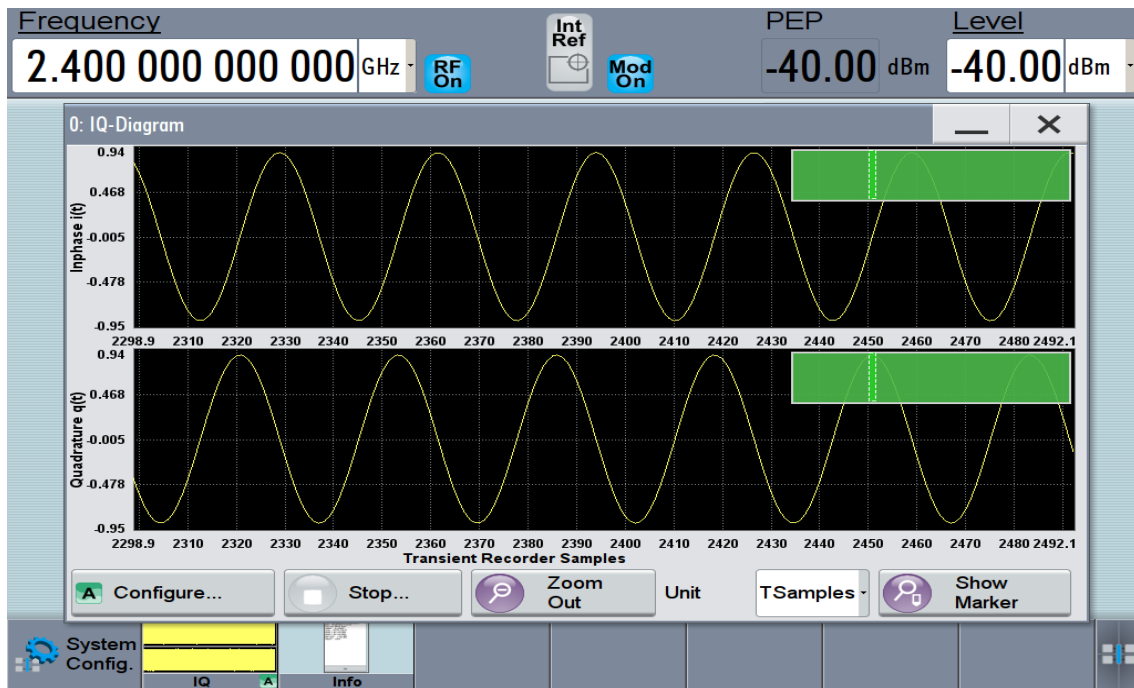 Frequency
Int Ref
PEP
Level
2.400 000 000 000 GHz
RF On
Mod On
-40.00 dBm
-40.00 dBm
0: IQ-Diagram
Inphase i(t)
0.94
0.468
-0.005
-0.478
-0.95
2298.9 2310 2320 2330 2340 2350 2360 2370 2380 2390 2400 2410 2420 2430 2440 2450 2460 2470 2480 2492.1
Quadrature q(t)
0.94
0.468
-0.005
-0.478
-0.95
2298.9 2310 2320 2330 2340 2350 2360 2370 2380 2390 2400 2410 2420 2430 2440 2450 2460 2470 2480 2492.1
Transient Recorder Samples
A Configure...
Stop...
Zoom Out
Unit
TSamples
Show Marker
System Config.
IQ A
Info